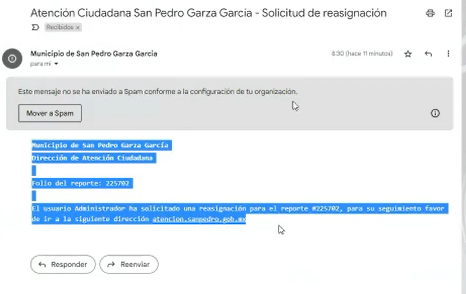 Atención Ciudadana San Pedro Garza García - Solicitud de reasignación
Recibidos x
Municipio de San Pedro Garza García
para mí
8:30 (hace 11 minutos)
Este mensaje no se ha enviado a Spam conforme a la configuración de tu organización.
Mover a Spam
Municipio de San Pedro Garza García
Dirección de Atención Ciudadana
Folio del reporte: 225702
El usuario Administrador ha solicitado una reasignación para el reporte #225702, para su seguimiento favor
de ir a la siguiente dirección atencion.sanpedro.gob.mx
Responder
Reenviar